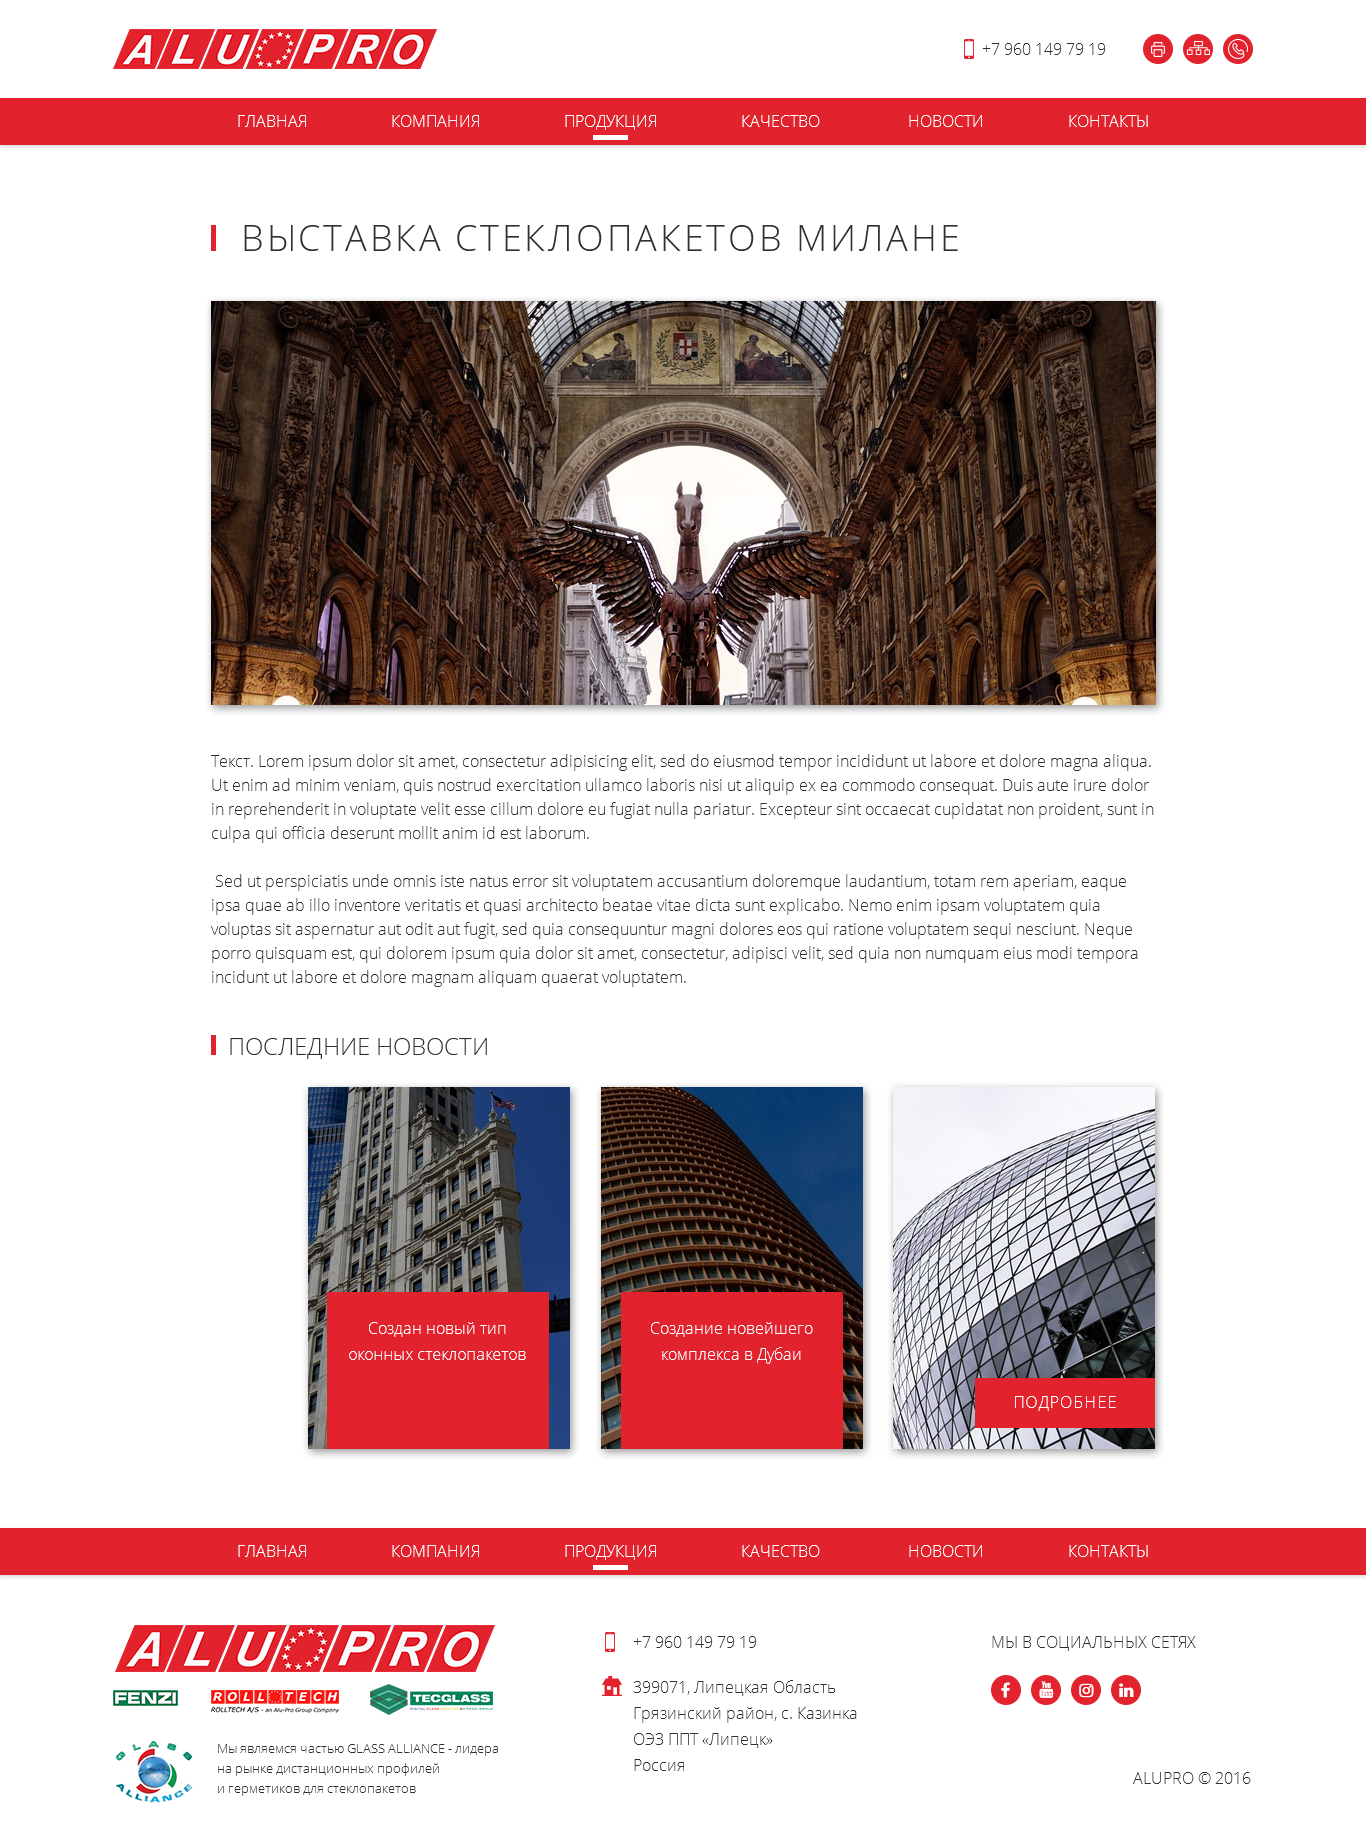 ALU PRO
+7 960 149 79 19
ГЛАВНАЯ КОМПАНИЯ ПРОДУКЦИЯ КАЧЕСТВО НОВОСТИ КОНТАКТЫ
ВЫСТАВКА СТЕКЛОПАКЕТОВ МИЛАНЕ
Текст. Lorem ipsum dolor sit amet, consectetur adipisicing elit, sed do eiusmod tempor incididunt ut labore et dolore magna aliqua.
Ut enim ad minim veniam, quis nostrud exercitation ullamco laboris nisi ut aliquip ex ea commodo consequat. Duis aute irure dolor
in reprehenderit in voluptate velit esse cillum dolore eu fugiat nulla pariatur. Excepteur sint occaecat cupidatat non proident, sunt in
culpa qui officia deserunt mollit anim id est laborum.
Sed ut perspiciatis unde omnis iste natus error sit voluptatem accusantium doloremque laudantium, totam rem aperiam, eaque
ipsa quae ab illo inventore veritatis et quasi architecto beatae vitae dicta sunt explicabo. Nemo enim ipsam voluptatem quia
voluptas sit aspernatur aut odit aut fugit, sed quia consequuntur magni dolores eos qui ratione voluptatem sequi nesciunt. Neque
porro quisquam est, qui dolorem ipsum quia dolor sit amet, consectetur, adipisci velit, sed quia non numquam eius modi tempora
incidunt ut labore et dolore magnam aliquam quaerat voluptatem.
ПОСЛЕДНИЕ НОВОСТИ
Создан новый тип
оконных стеклопакетов
Создание новейшего
комплекса в Дубаи
ПОДРОБНЕЕ
ГЛАВНАЯ КОМПАНИЯ ПРОДУКЦИЯ КАЧЕСТВО НОВОСТИ КОНТАКТЫ
ALU PRO
FENZI
ROLLTECH
ROLLTECH A/S - an Alu-Pro Group Company
TECGLASS
GLASS
ALLIANCE
Мы являемся частью GLASS ALLIANCE - лидера
на рынке дистанционных профилей
и герметиков для стеклопакетов
+7 960 149 79 19
399071, Липецкая Область
Грязинский район, с. Казинка
ОЭЗ ППТ «Липецк»
Россия
МЫ В СОЦИАЛЬНЫХ СЕТЯХ
f
You Tube
in
ALUPRO © 2016